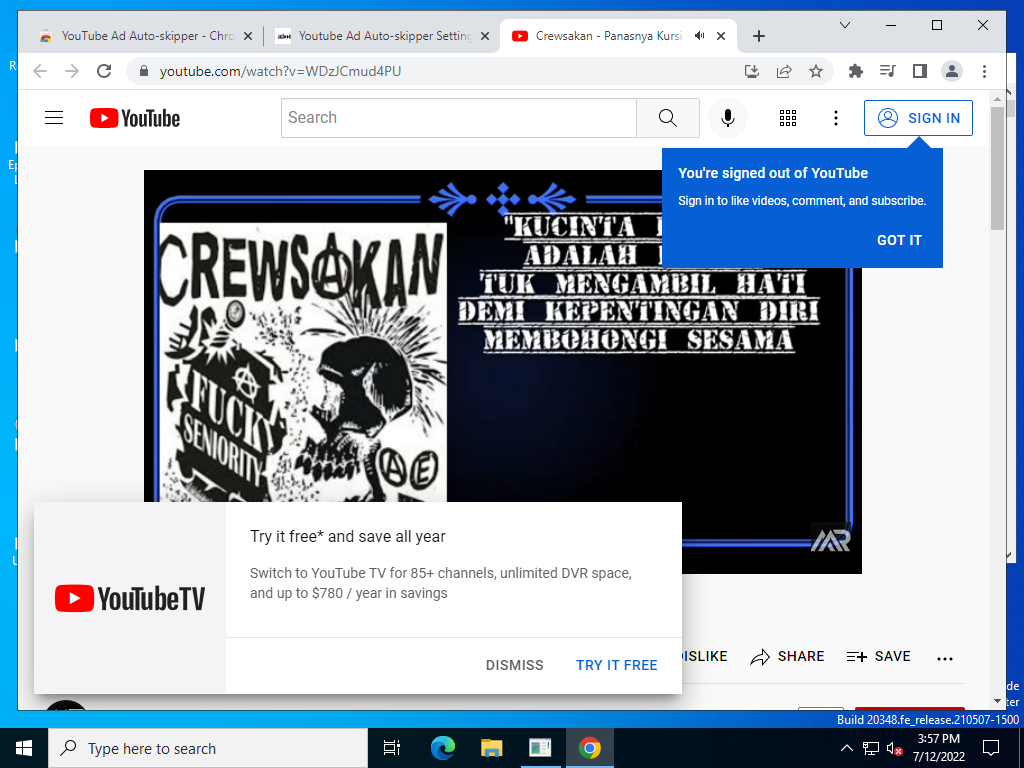 YouTube Ad Auto-skipper - Chro
Youtube Ad Auto-skipper Setting
Crewsakan - Panasnya Kursi
youtube.com/watch?v=WDzJCmud4PU
YouTube
Search
SIGN IN
You're signed out of YouTube
Sign in to like videos, comment, and subscribe.
GOT IT
"KUCINTA
ADALAH
TUK MENGAMBIL HATI
DEMI KEPENTINGAN DIRI
MEMBOHONGI SESAMA
CREWSAKAN
FUCK
SENIORITY
MR
Try it free* and save all year
Switch to YouTube TV for 85+ channels, unlimited DVR space,
and up to $780 / year in savings
YouTubeTV
DISMISS
TRY IT FREE
ISLIKE
SHARE
SAVE
Build 20348.fe_release.210507-1500
Type here to search
3:57 PM
7/12/2022